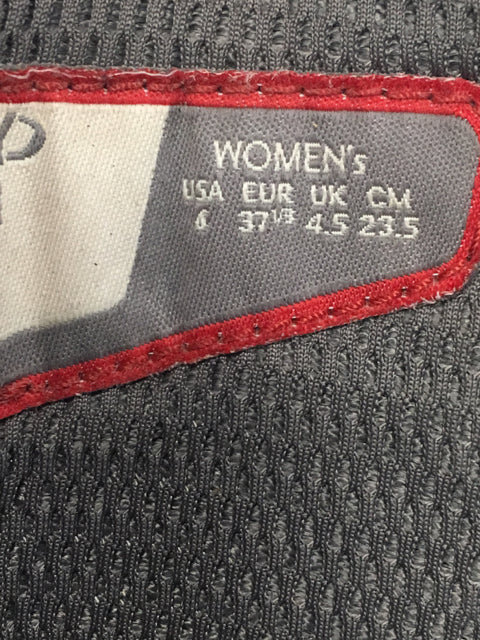 WOMEN's
USA EUR UK CM
6 37 1/3 4.5 23.5